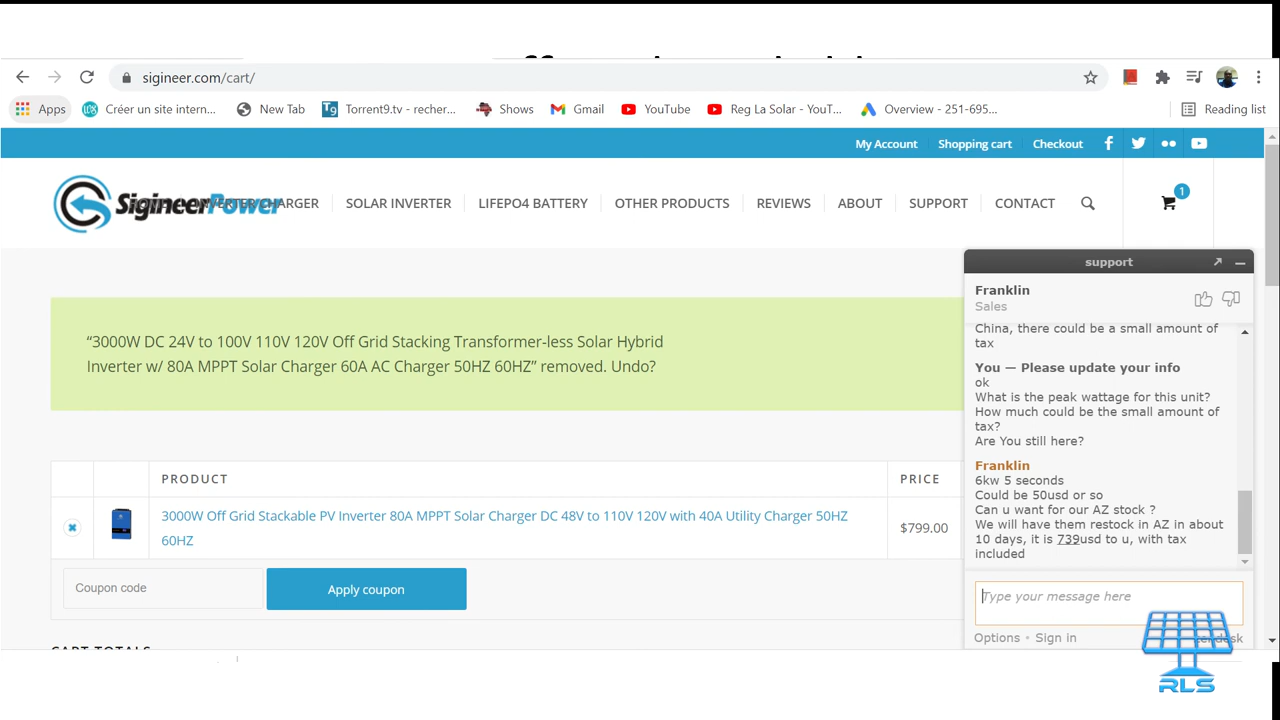 sigineer.com/cart/
Apps
Créer un site intern...
New Tab
Torrent9.tv - recher...
Shows
Gmail
YouTube
Reg La Solar - YouT...
Overview - 251-695...
Reading list
My Account
Shopping cart
Checkout
SigineerPower
INVERTER CHARGER
SOLAR INVERTER
LIFEPO4 BATTERY
OTHER PRODUCTS
REVIEWS
ABOUT
SUPPORT
CONTACT
1
“3000W DC 24V to 100V 110V 120V Off Grid Stacking Transformer-less Solar Hybrid
Inverter w/ 80A MPPT Solar Charger 60A AC Charger 50HZ 60HZ” removed. Undo?
PRODUCT
PRICE
3000W Off Grid Stackable PV Inverter 80A MPPT Solar Charger DC 48V to 110V 120V with 40A Utility Charger 50HZ
60HZ
$799.00
Coupon code
Apply coupon
CART TOTALS
support
Franklin
Sales
China, there could be a small amount of
tax
You — Please update your info
ok
What is the peak wattage for this unit?
How much could be the small amount of
tax?
Are You still here?
Franklin
6kw 5 seconds
Could be 50usd or so
Can u want for our AZ stock ?
We will have them restock in AZ in about
10 days, it is 739usd to u, with tax
included
Type your message here
Options • Sign in
zendesk
RLS